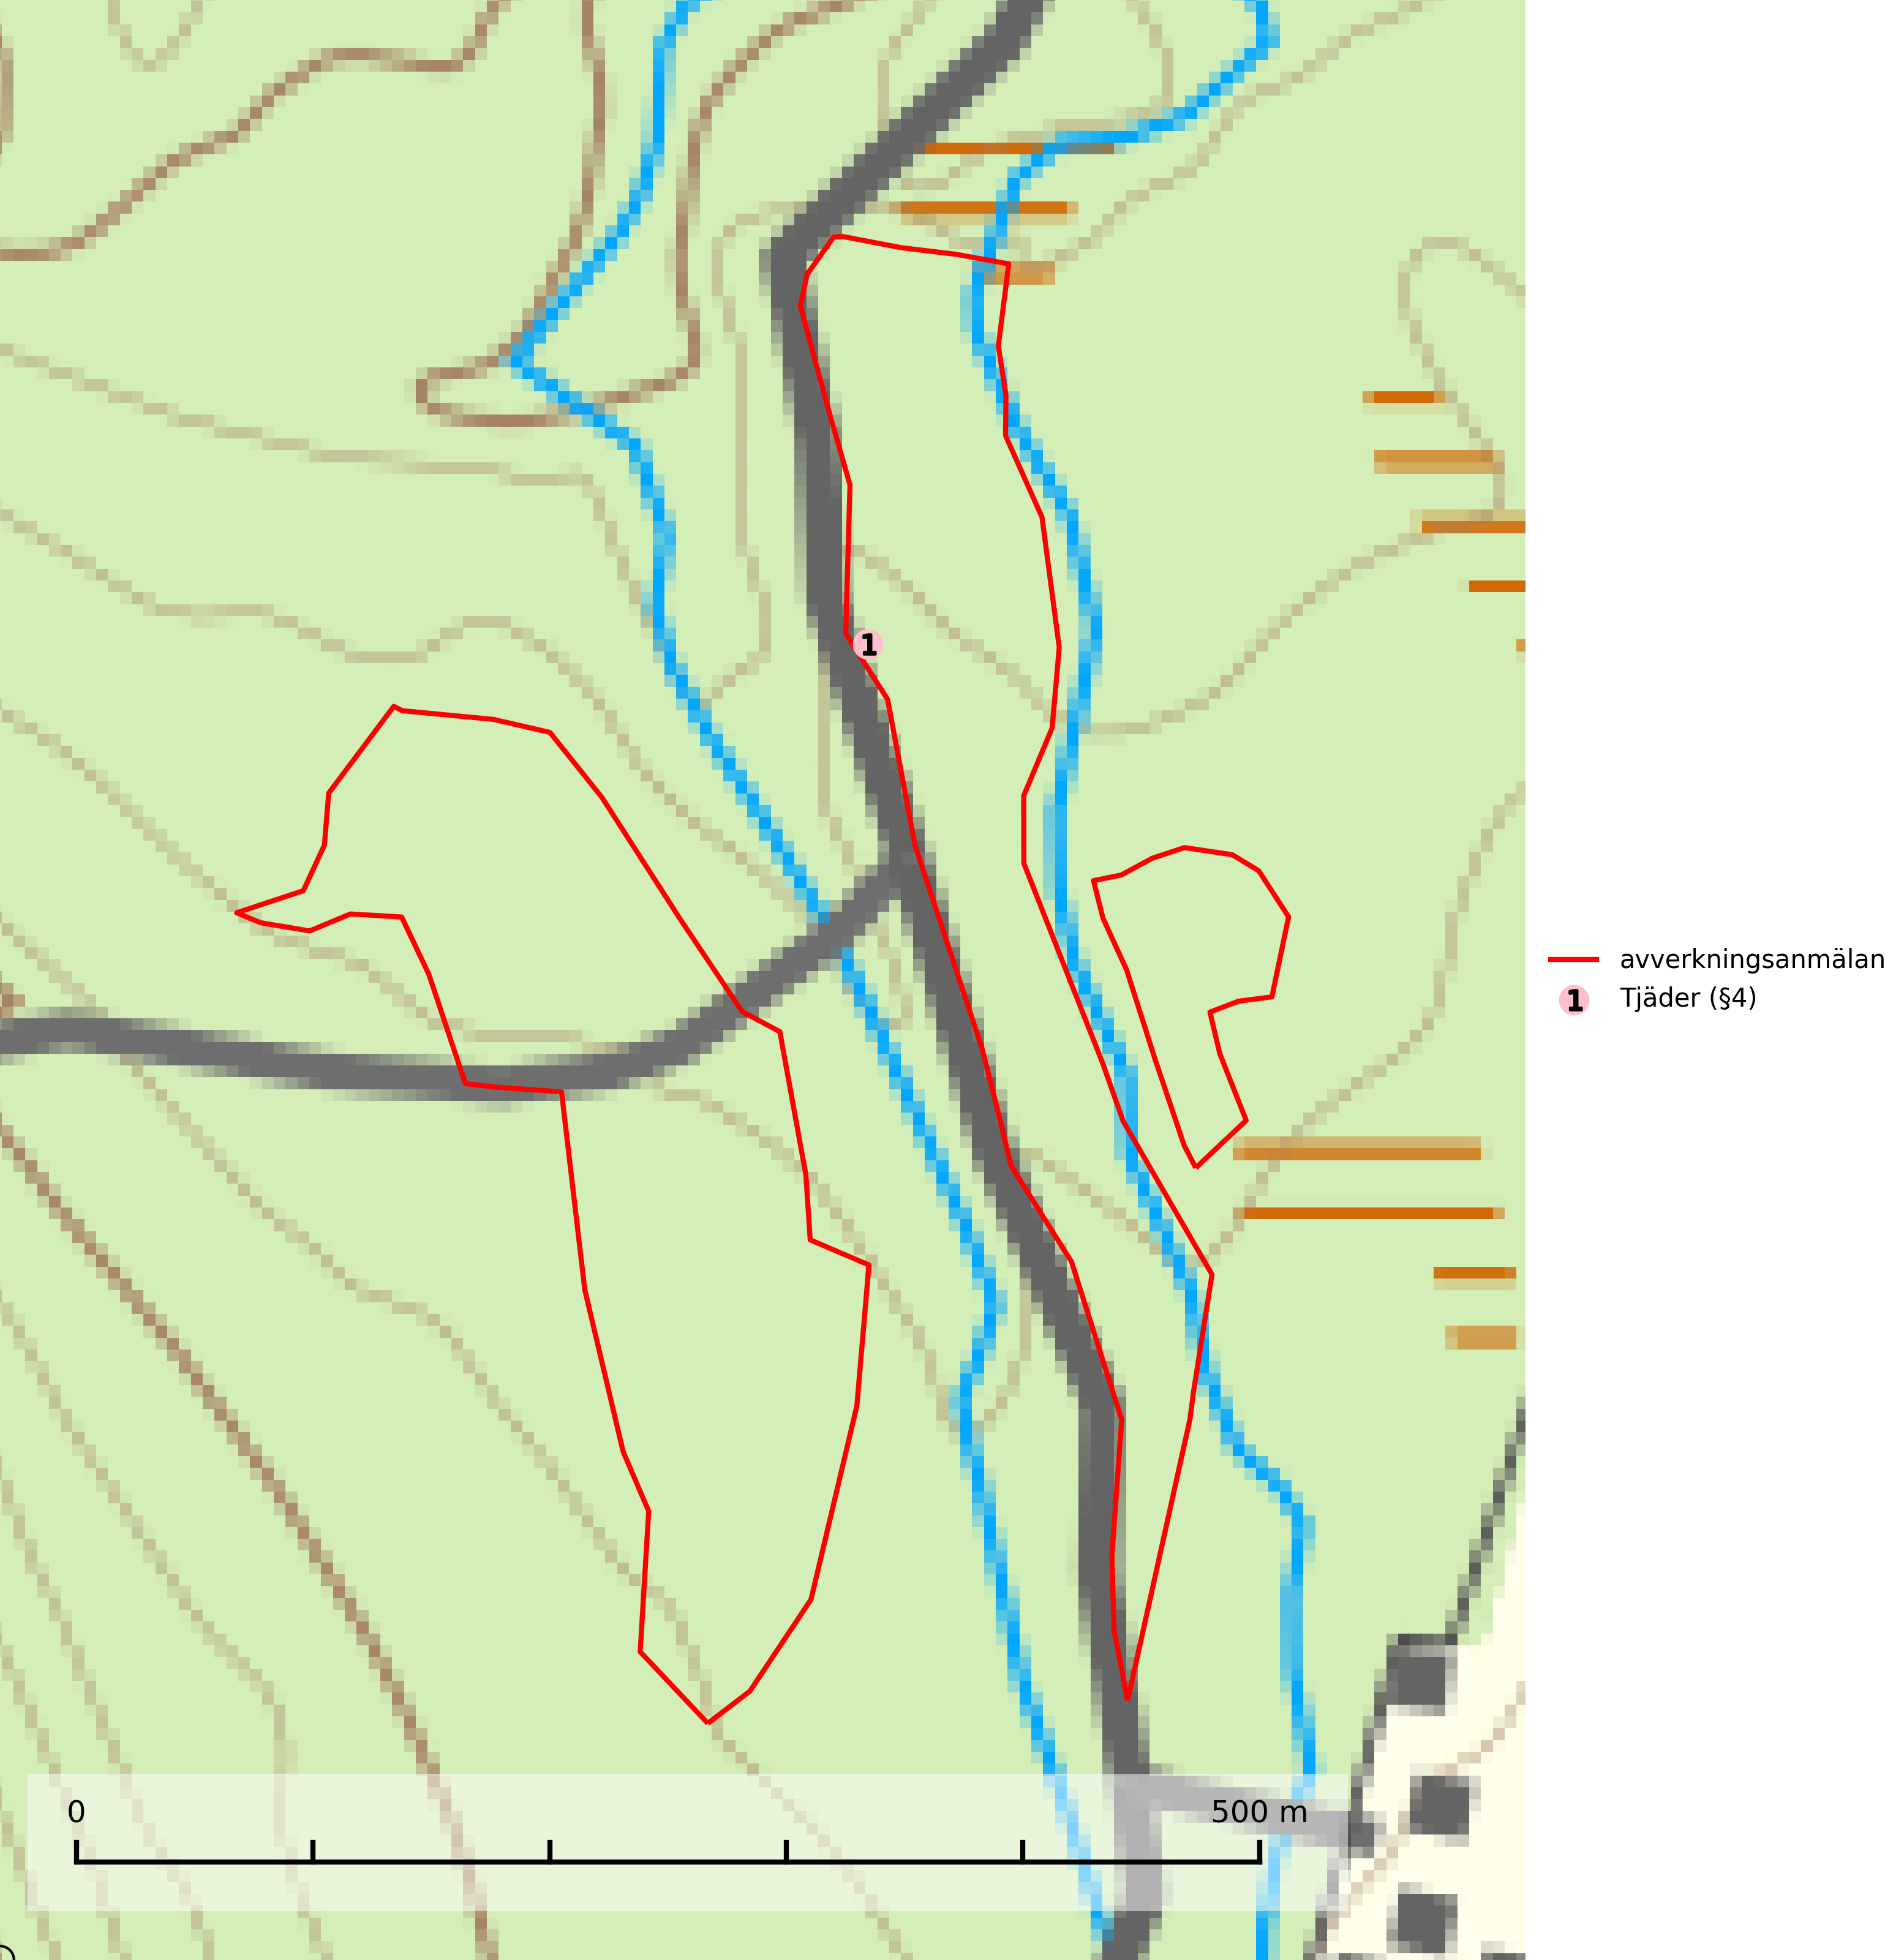 1
avverkningsanmälan
1 Tjäder (§4)
0 500 m